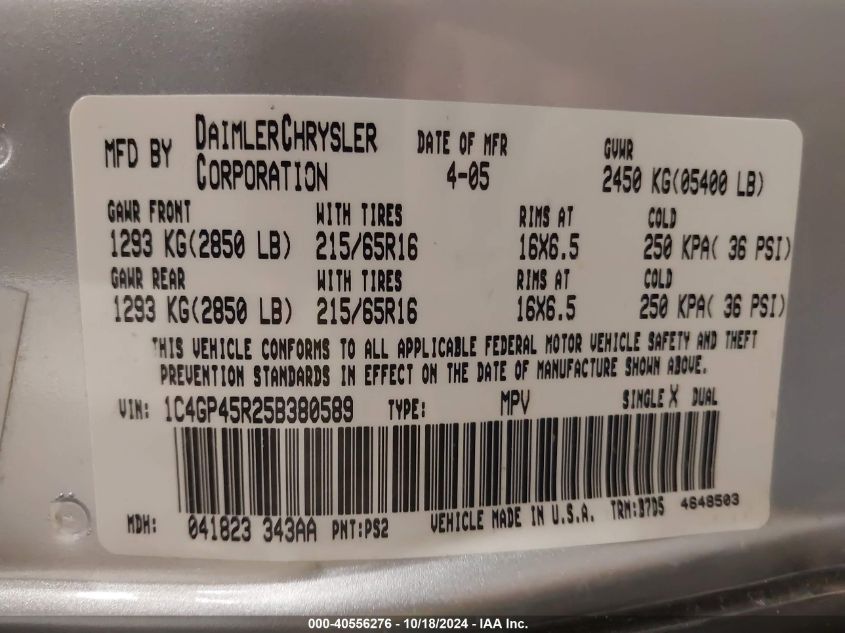 MFD BY DAIMLERCHRYSLER CORPORATION DATE OF MFR 4-05 GVWR 2450 KG(05400 LB)
GAWR FRONT WITH TIRES RIMS AT COLD
1293 KG(2850 LB) 215/65R16 16X6.5 250 KPA( 36 PSI)
GAWR REAR WITH TIRES RIMS AT COLD
1293 KG(2850 LB) 215/65R16 16X6.5 250 KPA( 36 PSI)
THIS VEHICLE CONFORMS TO ALL APPLICABLE FEDERAL MOTOR VEHICLE SAFETY AND THEFT
PREVENTION STANDARDS IN EFFECT ON THE DATE OF MANUFACTURE SHOWN ABOVE.
VIN: 1C4GP45R25B380589 TYPE: MPV SINGLE X DUAL
MDH: 041823 343AA PNT:PS2 VEHICLE MADE IN U.S.A. TRM:B7D5 4648503
000-40556276 - 10/18/2024 - IAA Inc.